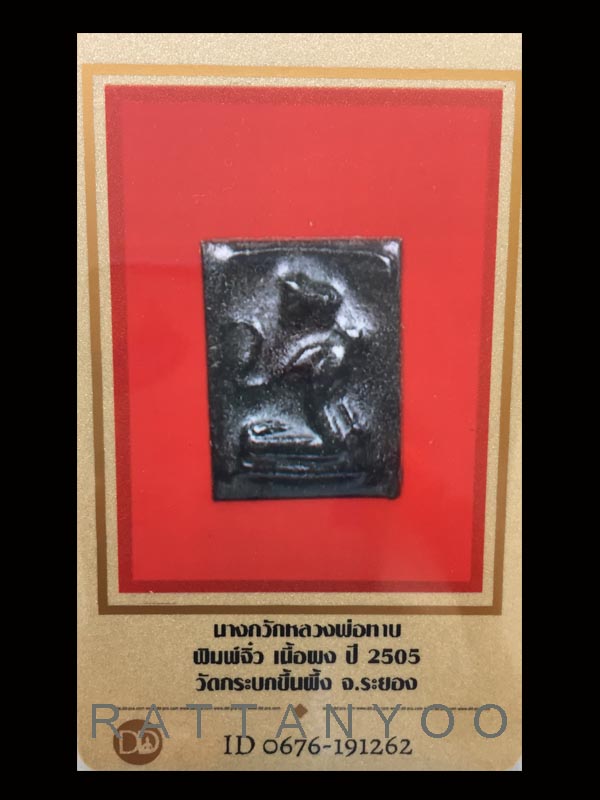 นางกวักหลวงพ่อทาบ
พิมพ์จิ๋ว เนื้อผง ปี 2505
วัดกระบกขึ้นผึ้ง จ.ระยอง
RATTANYOO
DD
ID 0676-191262